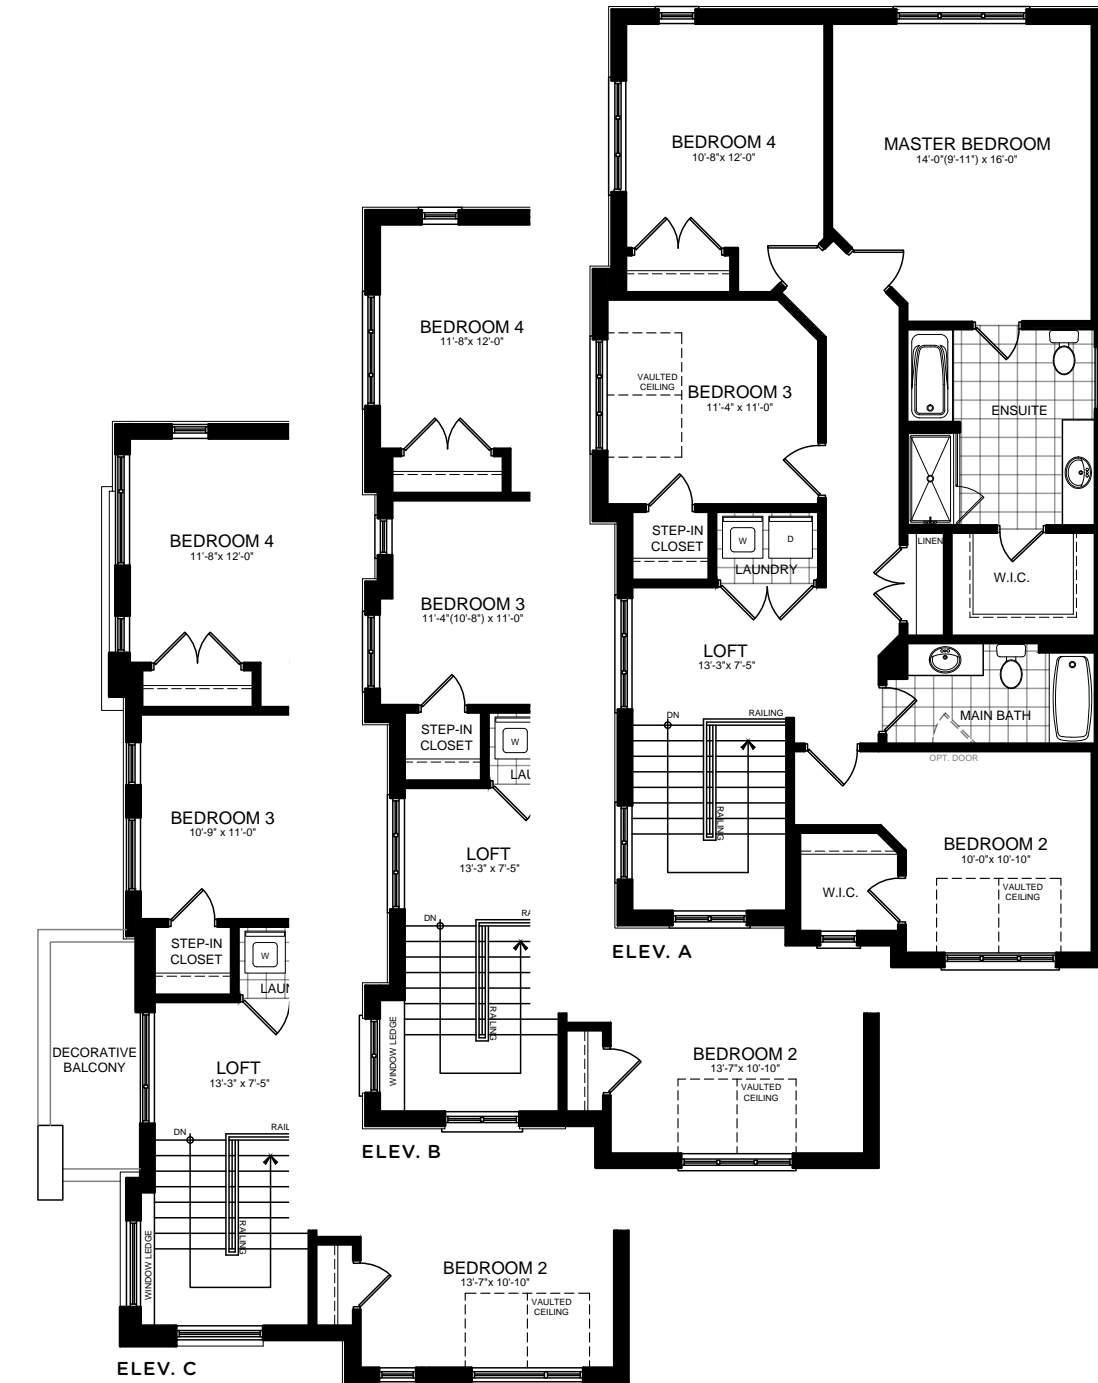 BEDROOM 4
10'-8"x 12'-0"
MASTER BEDROOM
14'-0"(9'-11") x 16'-0"
VAULTED
CEILING
BEDROOM 3
11'-4" x 11'-0"
ENSUITE
STEP-IN
CLOSET
W
D
LAUNDRY
LINEN
W.I.C.
LOFT
13'-3"x 7'-5"
DN
RAILING
RAILING
MAIN BATH
OPT. DOOR
BEDROOM 2
10'-0"x 10'-10"
W.I.C.
VAULTED
CEILING
ELEV. A
BEDROOM 4
11'-8"x 12'-0"
BEDROOM 3
11'-4"(10'-8") x 11'-0"
STEP-IN
CLOSET
W
LAU
LOFT
13'-3" x 7'-5"
DN
RA
RAILING
WINDOW LEDGE
BEDROOM 2
13'-7"x 10'-10"
VAULTED
CEILING
ELEV. B
BEDROOM 4
11'-8"x 12'-0"
BEDROOM 3
10'-9" x 11'-0"
STEP-IN
CLOSET
W
LAUN
DECORATIVE
BALCONY
LOFT
13'-3" x 7'-5"
DN
RAIL
RAILING
WINDOW LEDGE
BEDROOM 2
13'-7"x 10'-10"
VAULTED
CEILING
ELEV. C